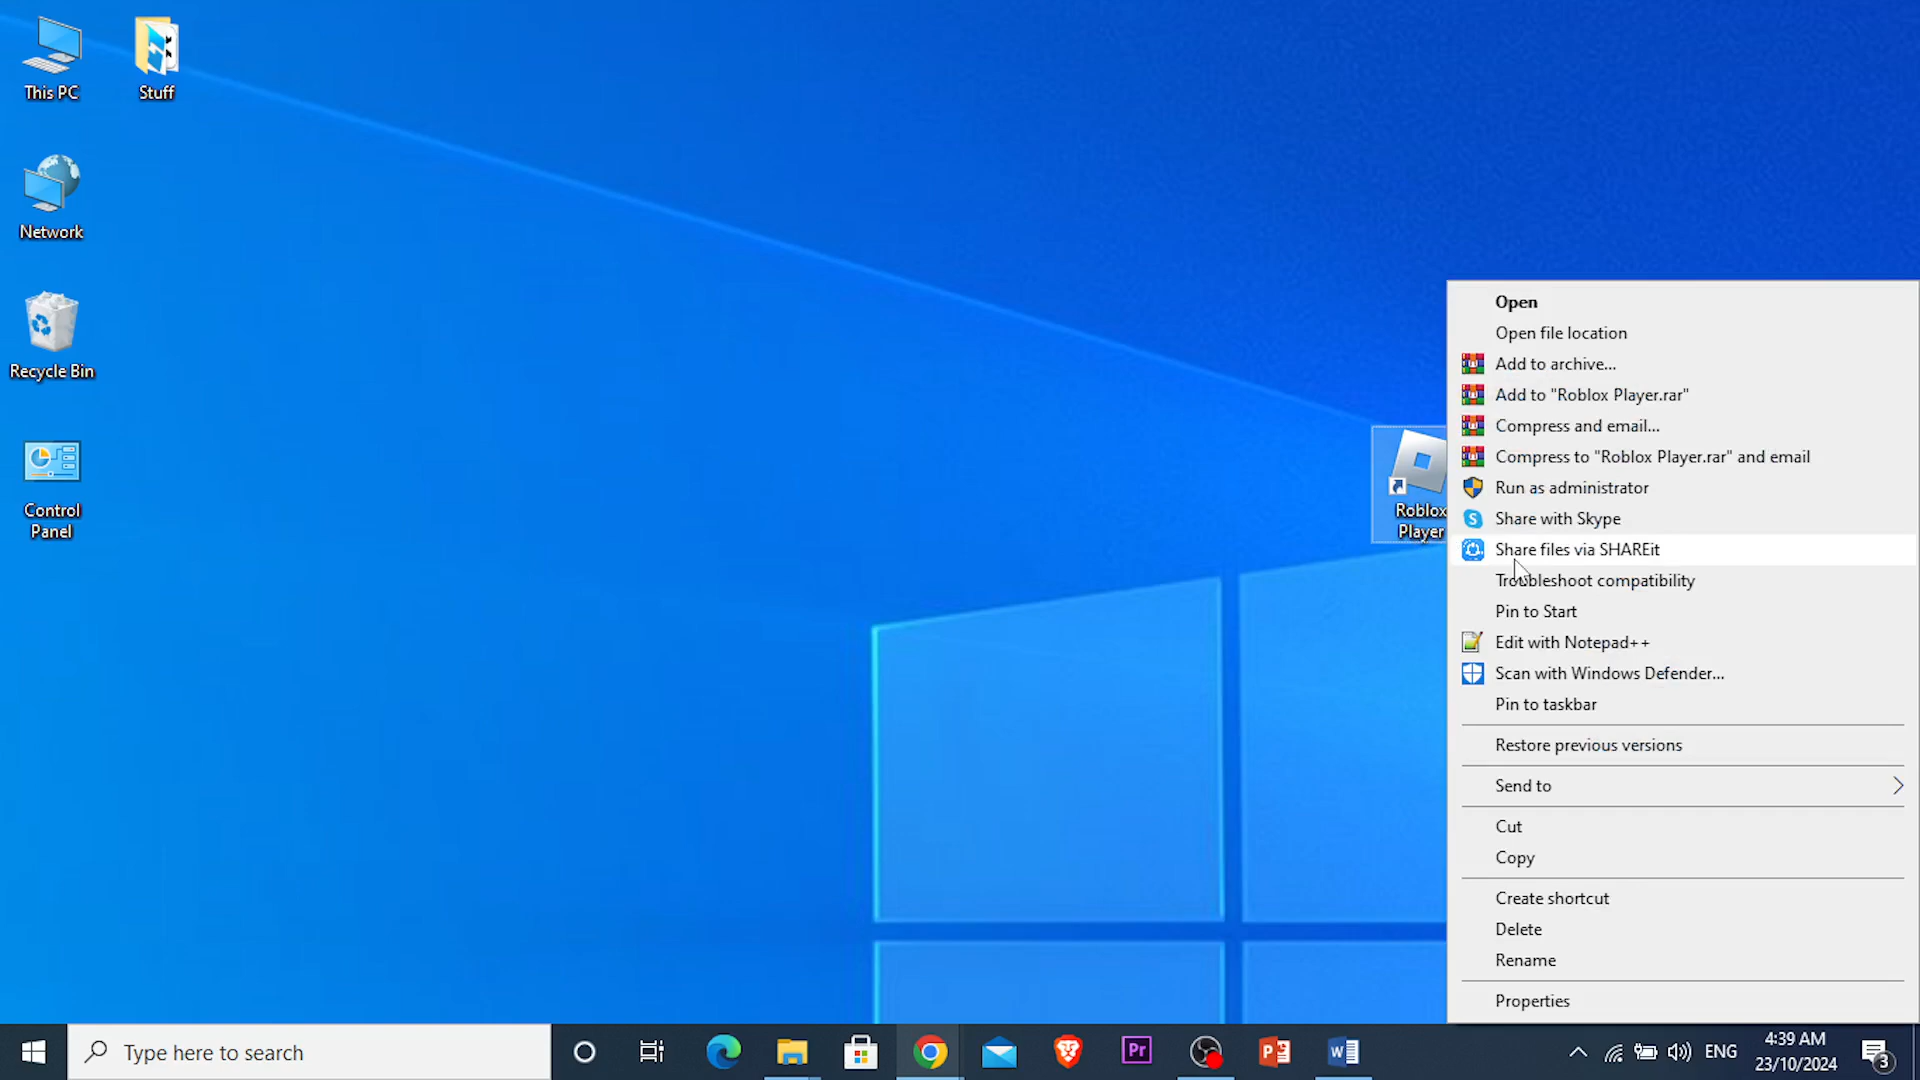 This PC
Stuff
Network
Recycle Bin
Control
Panel
Roblox
Player
Open
Open file location
Add to archive...
Add to "Roblox Player.rar"
Compress and email...
Compress to "Roblox Player.rar" and email
Run as administrator
Share with Skype
Share files via SHAREit
Troubleshoot compatibility
Pin to Start
Edit with Notepad++
Scan with Windows Defender...
Pin to taskbar
Restore previous versions
Send to
Cut
Copy
Create shortcut
Delete
Rename
Properties
Type here to search
Pr
ENG
4:39 AM
23/10/2024
3